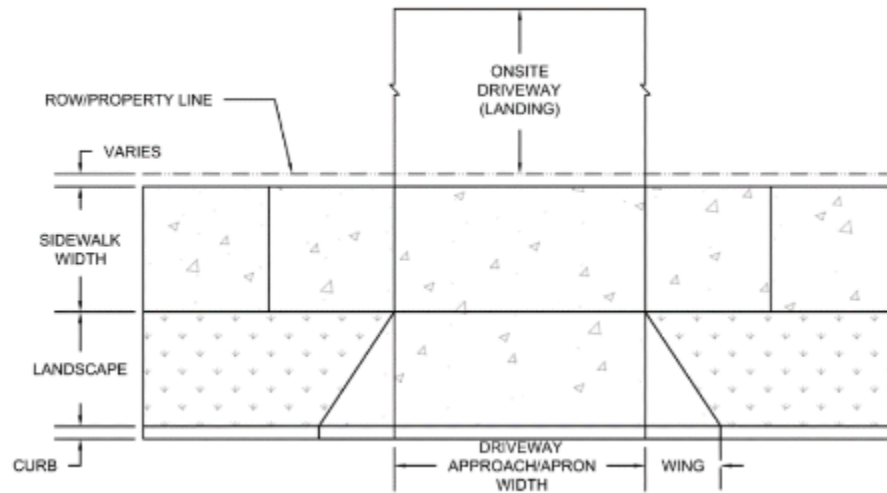 ONSITE
DRIVEWAY
(LANDING)
ROW/PROPERTY LINE
VARIES
SIDEWALK
WIDTH
LANDSCAPE
CURB
DRIVEWAY
APPROACH/APRON
WIDTH
WING